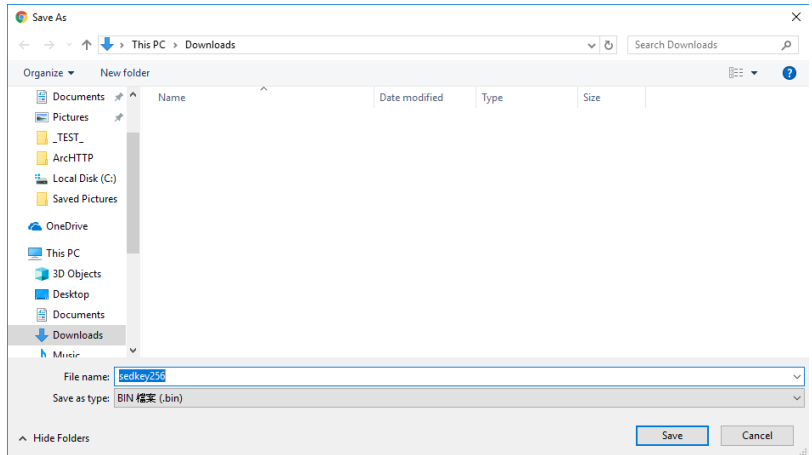 Save As
This PC > Downloads
Search Downloads
Organize
New folder
Name
Date modified
Type
Size
Documents
Pictures
_TEST_
ArcHTTP
Local Disk (C:)
Saved Pictures
OneDrive
This PC
3D Objects
Desktop
Documents
Downloads
Music
File name: sedkey256
Save as type: BIN 檔案 (.bin)
Hide Folders
Save
Cancel